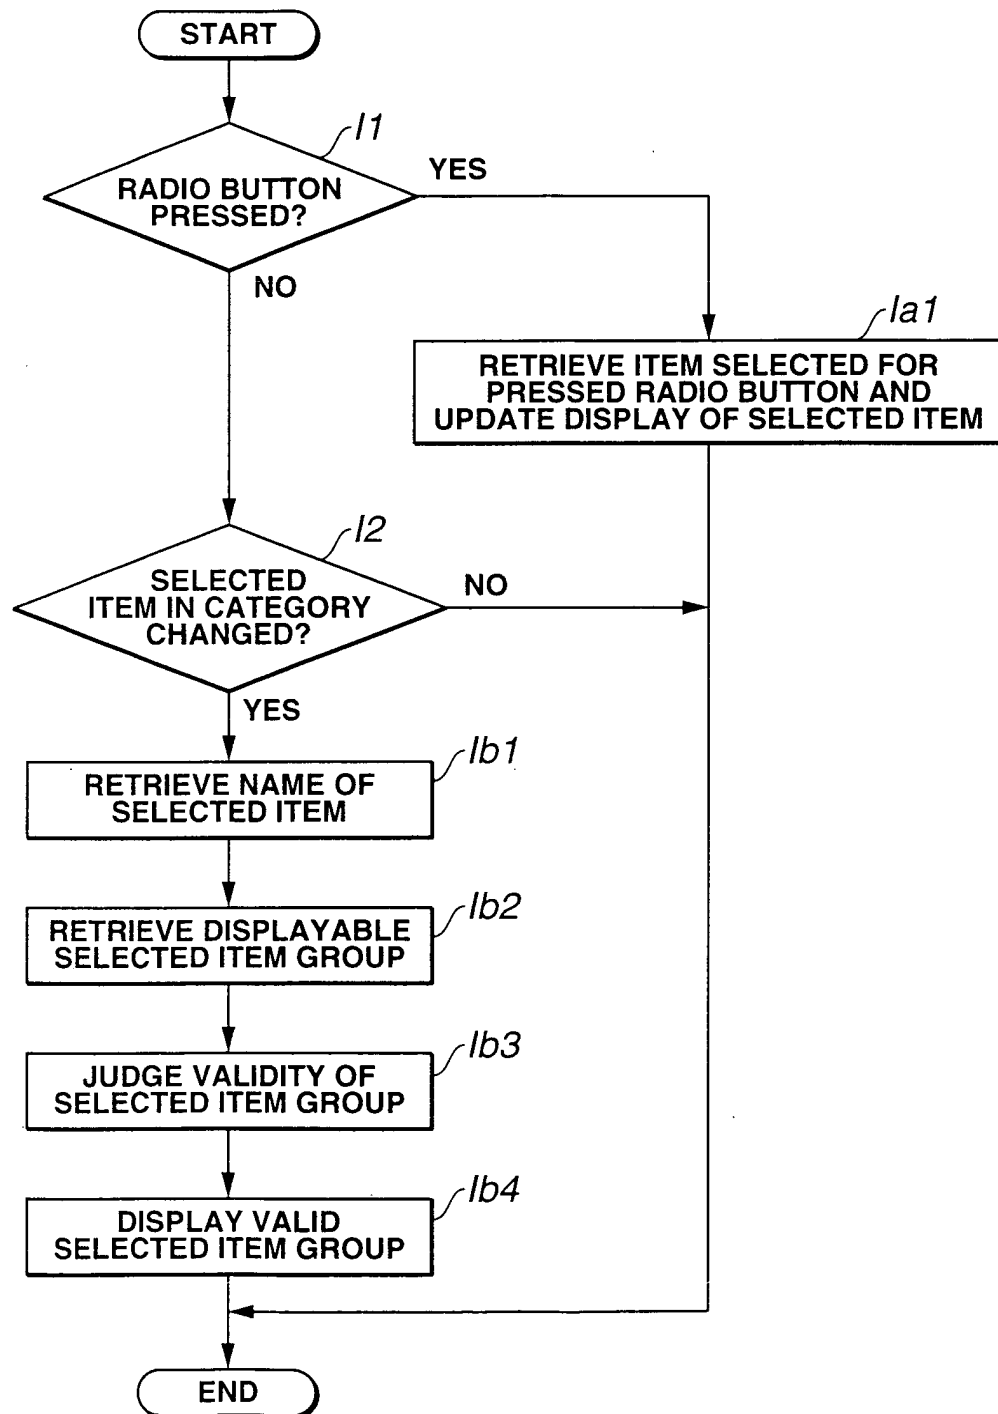 START
I1
RADIO BUTTON
PRESSED?
YES
NO
Ia1
RETRIEVE ITEM SELECTED FOR
PRESSED RADIO BUTTON AND
UPDATE DISPLAY OF SELECTED ITEM
I2
SELECTED
ITEM IN CATEGORY
CHANGED?
NO
YES
Ib1
RETRIEVE NAME OF
SELECTED ITEM
Ib2
RETRIEVE DISPLAYABLE
SELECTED ITEM GROUP
Ib3
JUDGE VALIDITY OF
SELECTED ITEM GROUP
Ib4
DISPLAY VALID
SELECTED ITEM GROUP
END